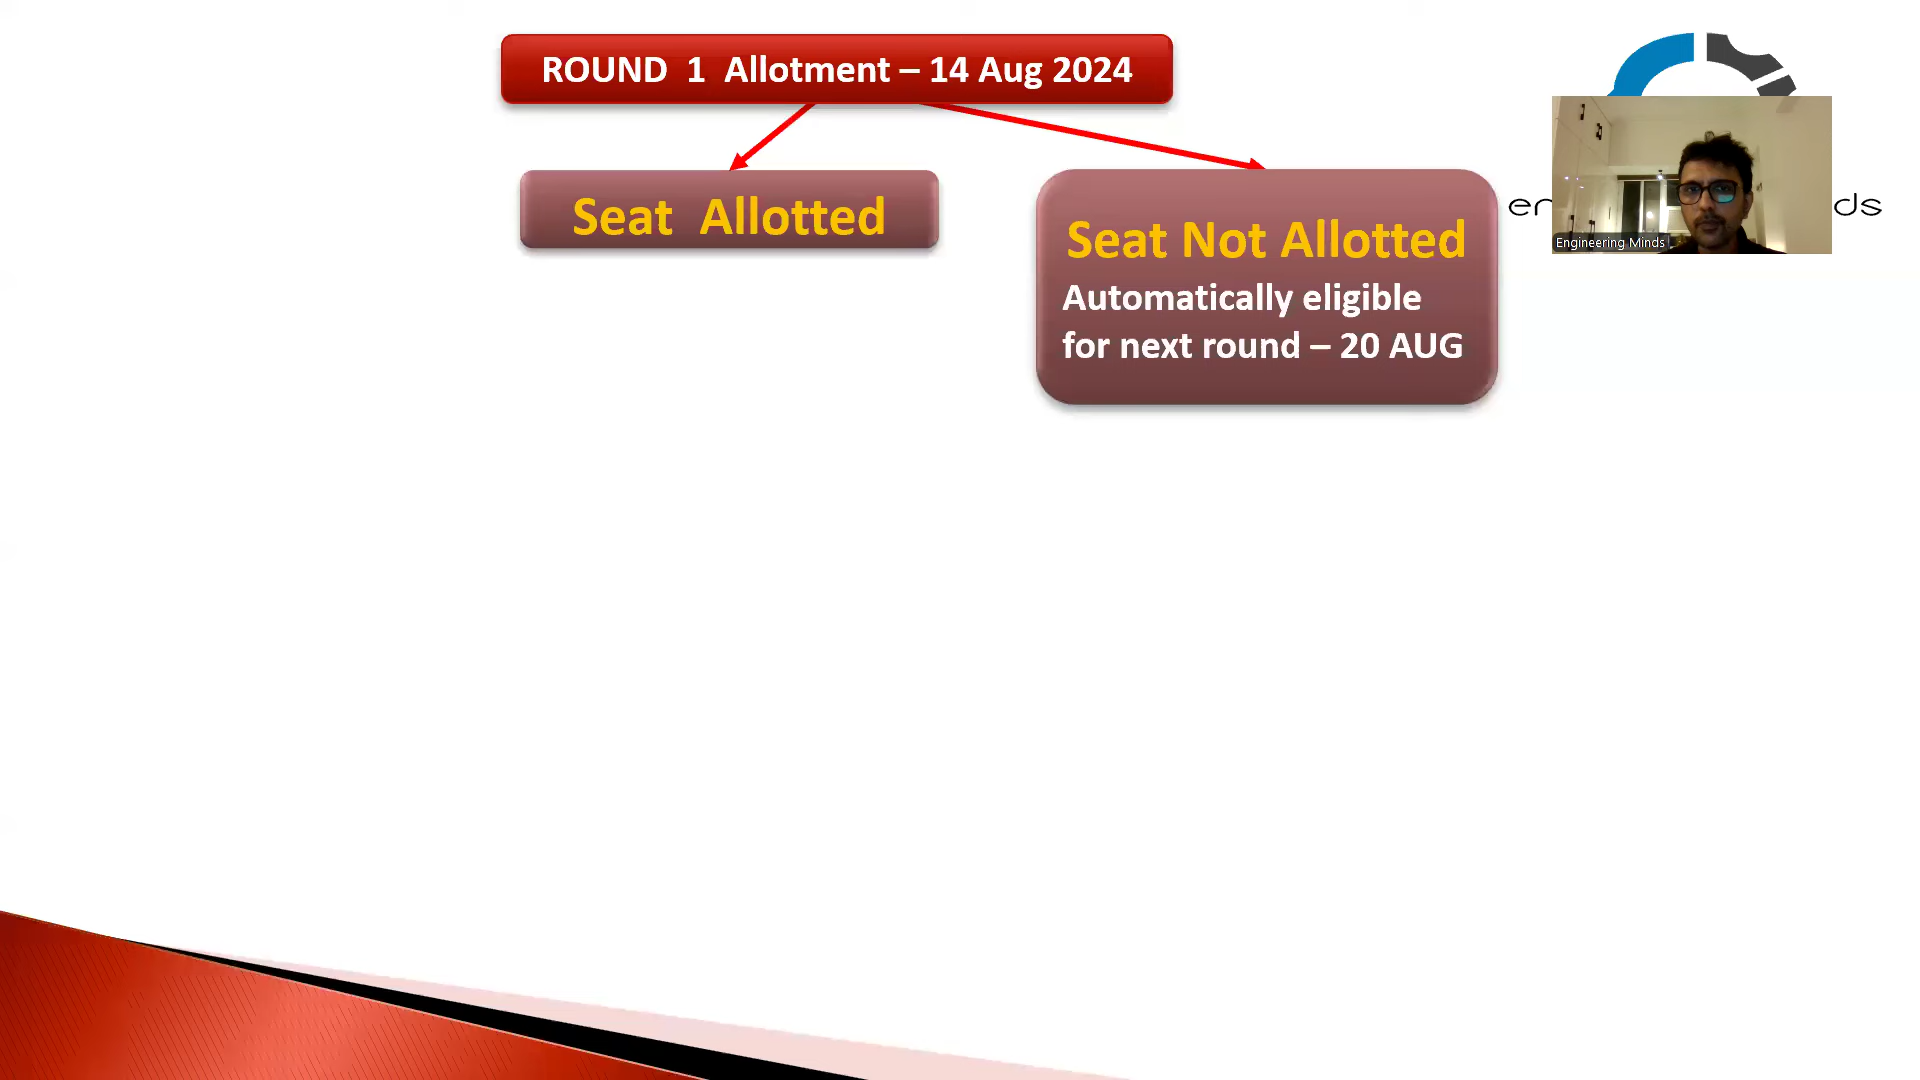 ROUND 1 Allotment – 14 Aug 2024
Seat Allotted
Seat Not Allotted
Automatically eligible
for next round – 20 AUG
Engineering Minds